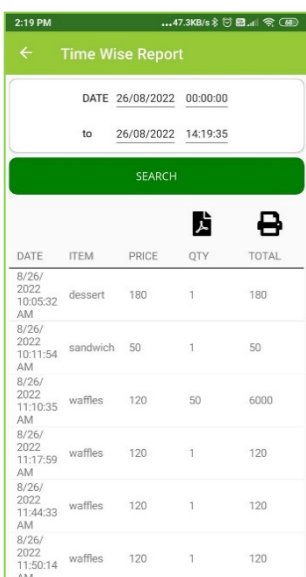 2:19 PM ...47.3KB/s 68
Time Wise Report
DATE 26/08/2022 00:00:00
to 26/08/2022 14:19:35
SEARCH
DATE ITEM PRICE QTY TOTAL
8/26/
2022
10:05:32 dessert 180 1 180
AM
8/26/
2022
10:11:54 sandwich 50 1 50
AM
8/26/
2022
11:10:35 waffles 120 50 6000
AM
8/26/
2022
11:17:59 waffles 120 1 120
AM
8/26/
2022
11:44:33 waffles 120 1 120
AM
8/26/
2022
11:50:14 waffles 120 1 120
AM